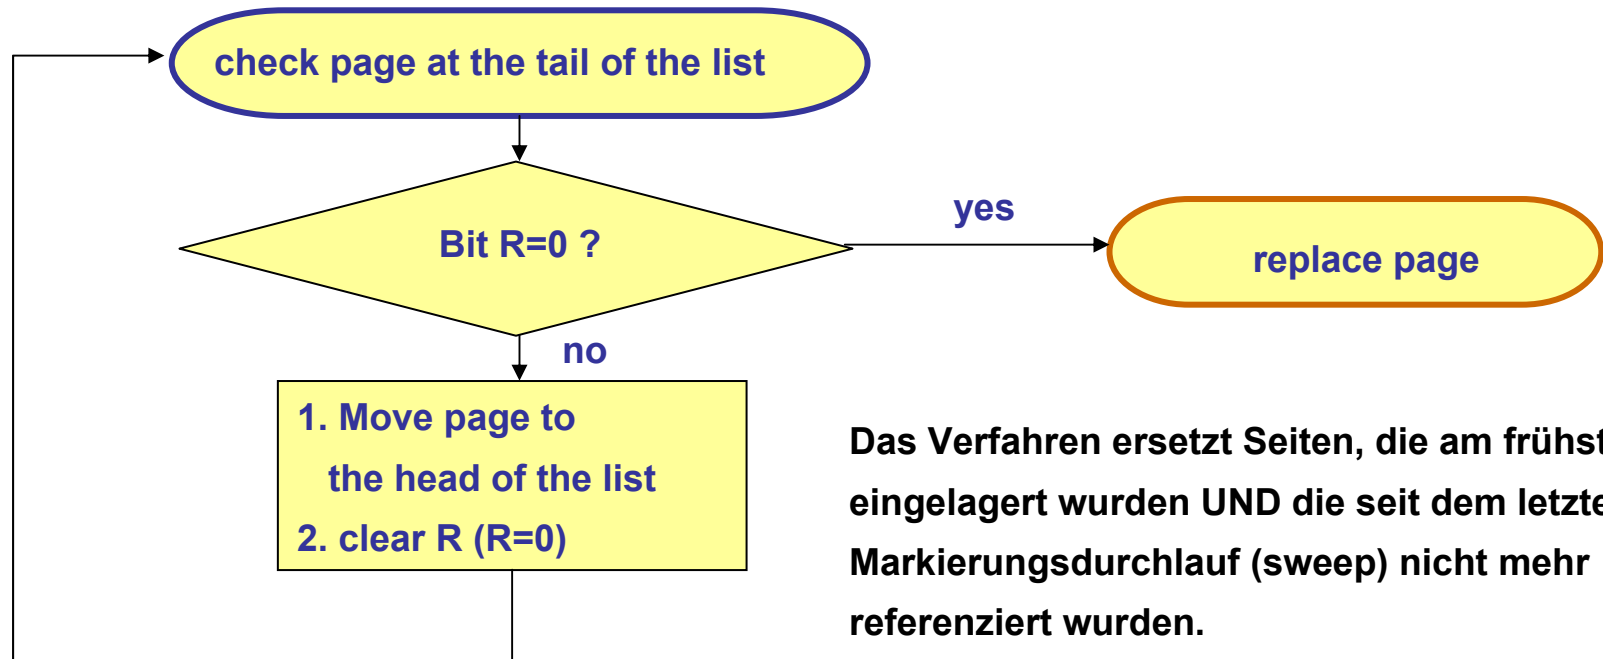 check page at the tail of the list
Bit R=0 ?
yes
replace page
no
1. Move page to
the head of the list
2. clear R (R=0)
Das Verfahren ersetzt Seiten, die am frühst
eingelagert wurden UND die seit dem letzte
Markierungsdurchlauf (sweep) nicht mehr
referenziert wurden.